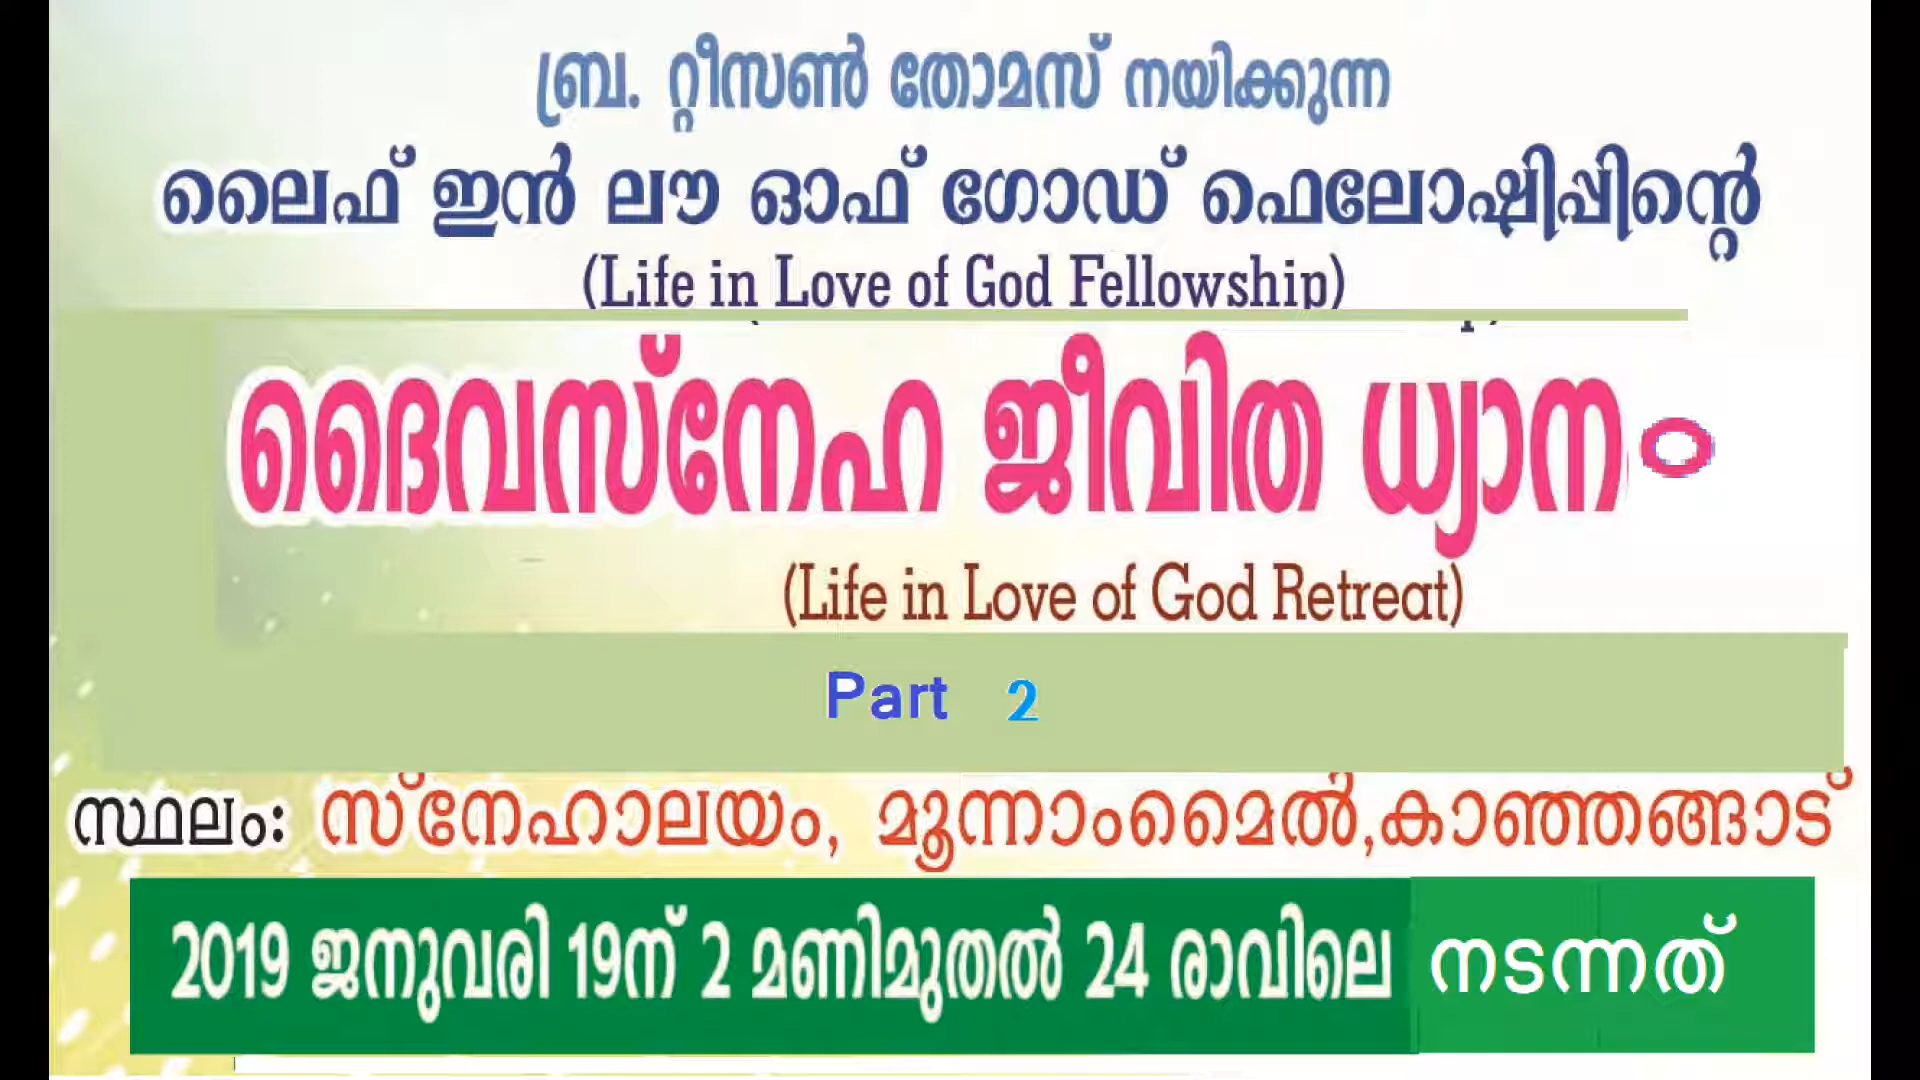 ബ്ര. റ്റീസൺ തോമസ് നയിക്കുന്ന
ലൈഫ് ഇൻ ലൗ ഓഫ് ഗോഡ് ഫെലോഷിപ്പിന്റെ
(Life in Love of God Fellowship)
ദൈവസ്നേഹ ജീവിത ധ്യാനം
(Life in Love of God Retreat)
Part 2
സ്ഥലം: സ്നേഹാലയം, മൂന്നാംമൈൽ,കാഞ്ഞങ്ങാട്
2019 ജനുവരി 19ന് 2 മണിമുതൽ 24 രാവിലെ നടന്നത്